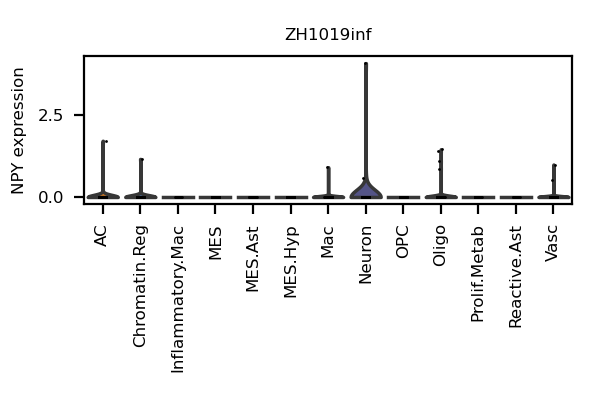 ZH1019inf
NPY expression
2.5
0.0
AC
Chromatin.Reg
Inflammatory.Mac
MES
MES.Ast
MES.Hyp
Mac
Neuron
OPC
Oligo
Prolif.Metab
Reactive.Ast
Vasc